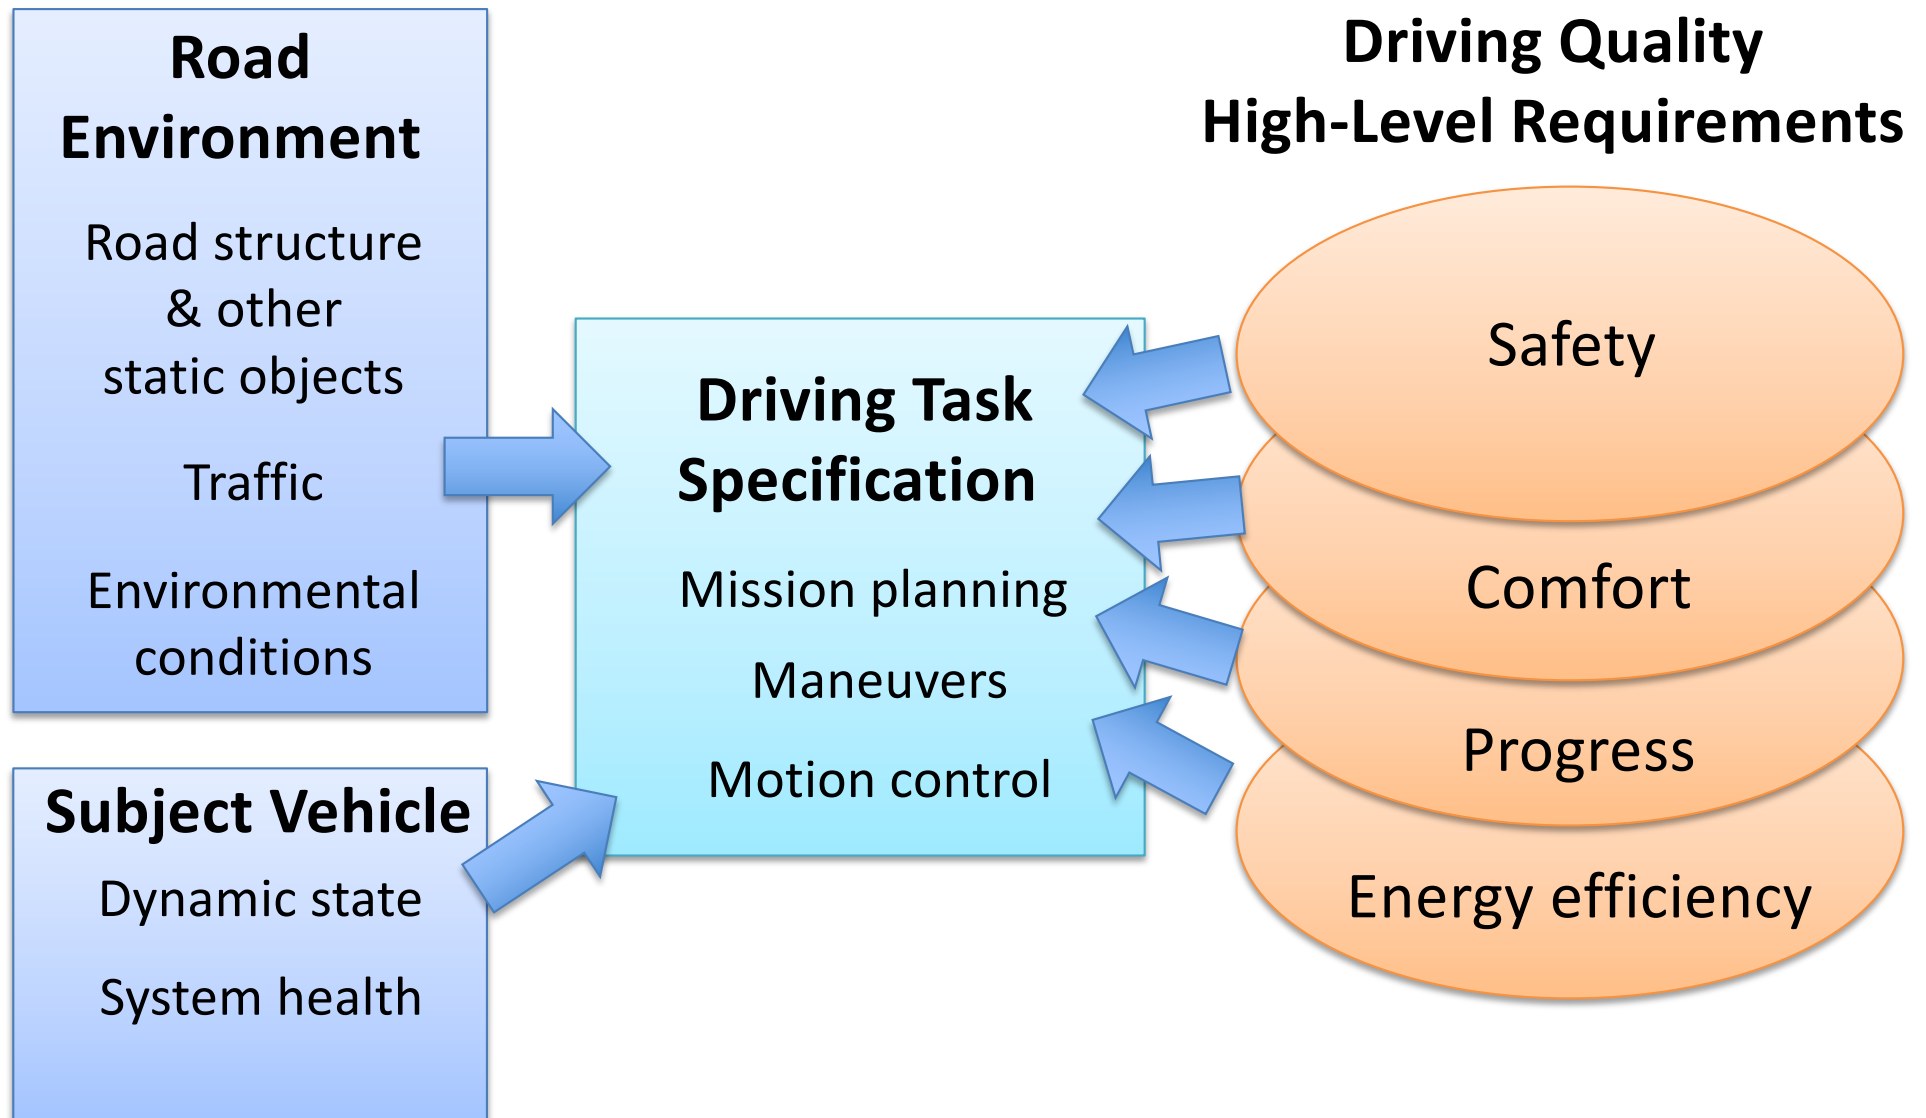 Road
Environment
Road structure
& other
static objects
Traffic
Environmental
conditions
Subject Vehicle
Dynamic state
System health
Driving Task
Specification
Mission planning
Maneuvers
Motion control
Driving Quality
High-Level Requirements
Safety
Comfort
Progress
Energy efficiency